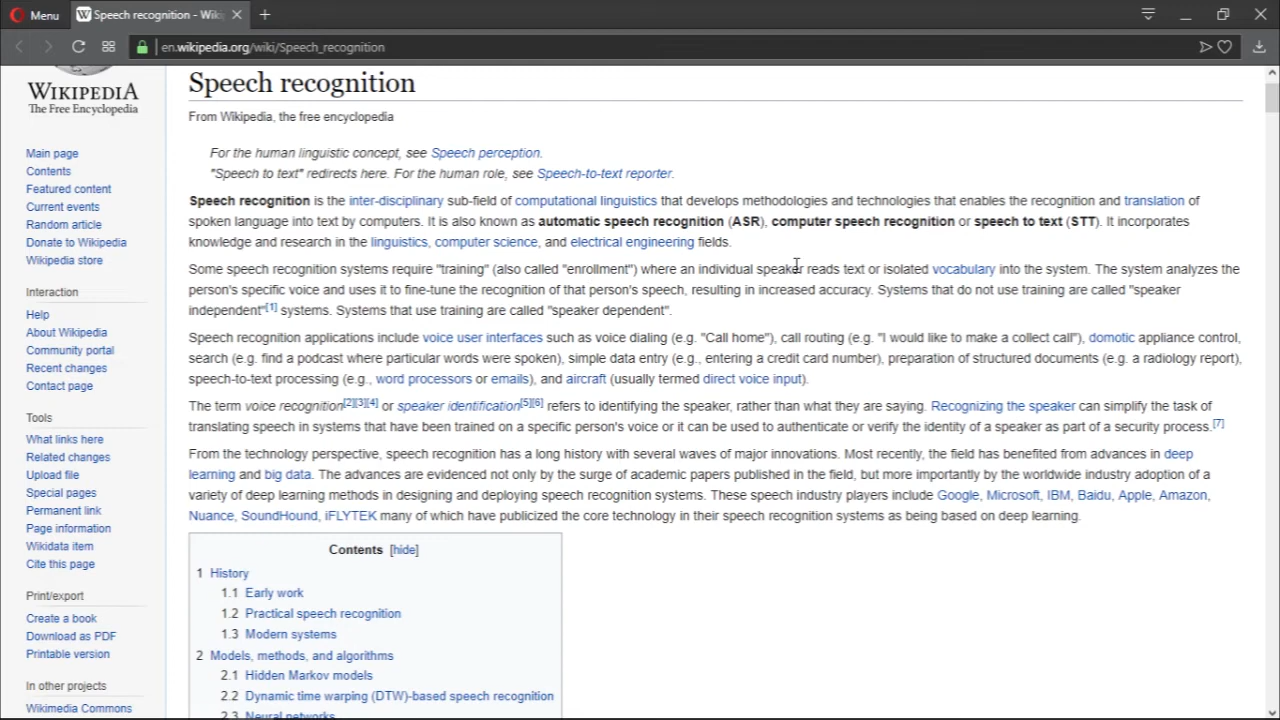 Menu
Speech recognition - Wiki
en.wikipedia.org/wiki/Speech_recognition
WIKIPEDIA
The Free Encyclopedia
Main page
Contents
Featured content
Current events
Random article
Donate to Wikipedia
Wikipedia store
Interaction
Help
About Wikipedia
Community portal
Recent changes
Contact page
Tools
What links here
Related changes
Upload file
Special pages
Permanent link
Page information
Wikidata item
Cite this page
Print/export
Create a book
Download as PDF
Printable version
In other projects
Wikimedia Commons
Speech recognition
From Wikipedia, the free encyclopedia
For the human linguistic concept, see Speech perception.
"Speech to text" redirects here. For the human role, see Speech-to-text reporter.
Speech recognition is the inter-disciplinary sub-field of computational linguistics that develops methodologies and technologies that enables the recognition and translation of
spoken language into text by computers. It is also known as automatic speech recognition (ASR), computer speech recognition or speech to text (STT). It incorporates
knowledge and research in the linguistics, computer science, and electrical engineering fields.
Some speech recognition systems require "training" (also called "enrollment") where an individual speaker reads text or isolated vocabulary into the system. The system analyzes the
person's specific voice and uses it to fine-tune the recognition of that person's speech, resulting in increased accuracy. Systems that do not use training are called "speaker
independent"[1] systems. Systems that use training are called "speaker dependent".
Speech recognition applications include voice user interfaces such as voice dialing (e.g. "Call home"), call routing (e.g. "I would like to make a collect call"), domotic appliance control,
search (e.g. find a podcast where particular words were spoken), simple data entry (e.g., entering a credit card number), preparation of structured documents (e.g. a radiology report),
speech-to-text processing (e.g., word processors or emails), and aircraft (usually termed direct voice input).
The term voice recognition[2][3][4] or speaker identification[5][6] refers to identifying the speaker, rather than what they are saying. Recognizing the speaker can simplify the task of
translating speech in systems that have been trained on a specific person's voice or it can be used to authenticate or verify the identity of a speaker as part of a security process.[7]
From the technology perspective, speech recognition has a long history with several waves of major innovations. Most recently, the field has benefited from advances in deep
learning and big data. The advances are evidenced not only by the surge of academic papers published in the field, but more importantly by the worldwide industry adoption of a
variety of deep learning methods in designing and deploying speech recognition systems. These speech industry players include Google, Microsoft, IBM, Baidu, Apple, Amazon,
Nuance, SoundHound, iFLYTEK many of which have publicized the core technology in their speech recognition systems as being based on deep learning.
Contents [hide]
1 History
1.1 Early work
1.2 Practical speech recognition
1.3 Modern systems
2 Models, methods, and algorithms
2.1 Hidden Markov models
2.2 Dynamic time warping (DTW)-based speech recognition
2.3 Neural networks